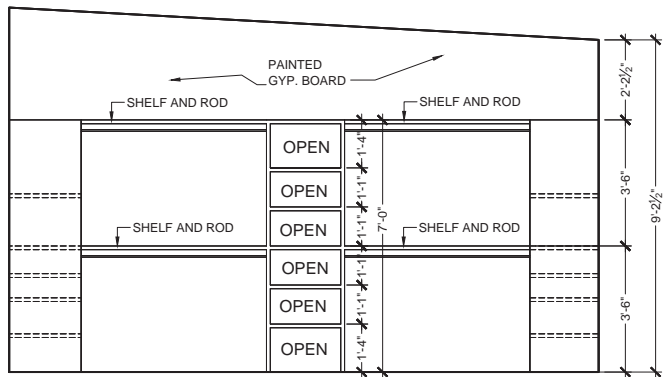 PAINTED
GYP. BOARD
SHELF AND ROD
SHELF AND ROD
OPEN
OPEN
OPEN
SHELF AND ROD
SHELF AND ROD
OPEN
OPEN
OPEN
1'-4"
1'-1"
1'-1"
1'-1"
1'-1"
1'-4"
7'-0"
2'-2½"
3'-6"
3'-6"
9'-2½"